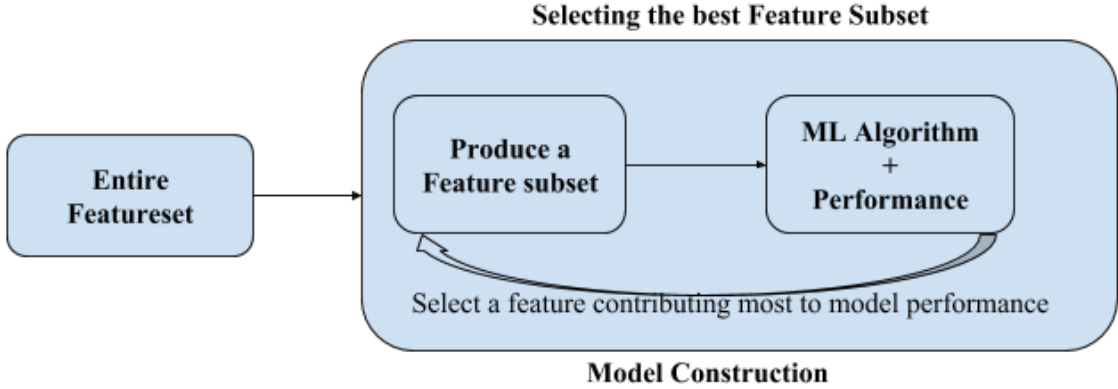 Selecting the best Feature Subset
Entire
Featureset
Produce a
Feature subset
ML Algorithm
+
Performance
Select a feature contributing most to model performance
Model Construction